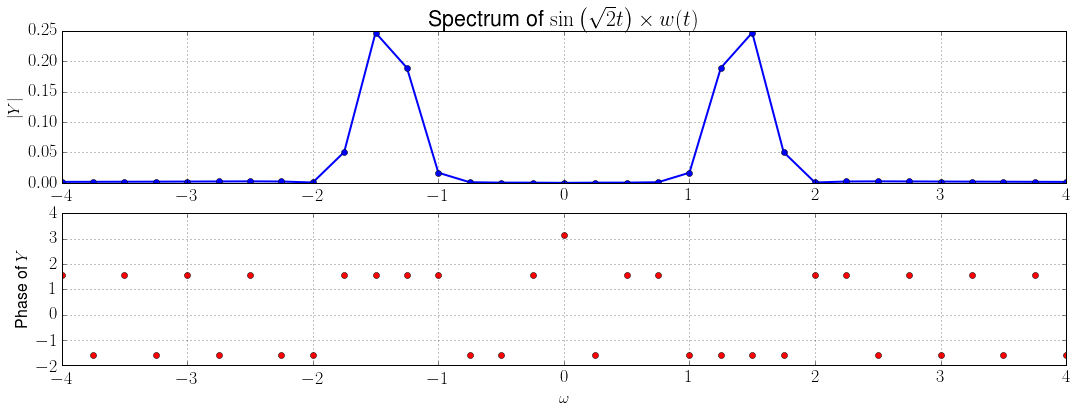 Spectrum of sin (√2t) × w(t)
|Y|
0.25
0.20
0.15
0.10
0.05
0.00
−4 −3 −2 −1 0 1 2 3 4
Phase of Y
4
3
2
1
0
−1
−2
−4 −3 −2 −1 0 1 2 3 4
ω